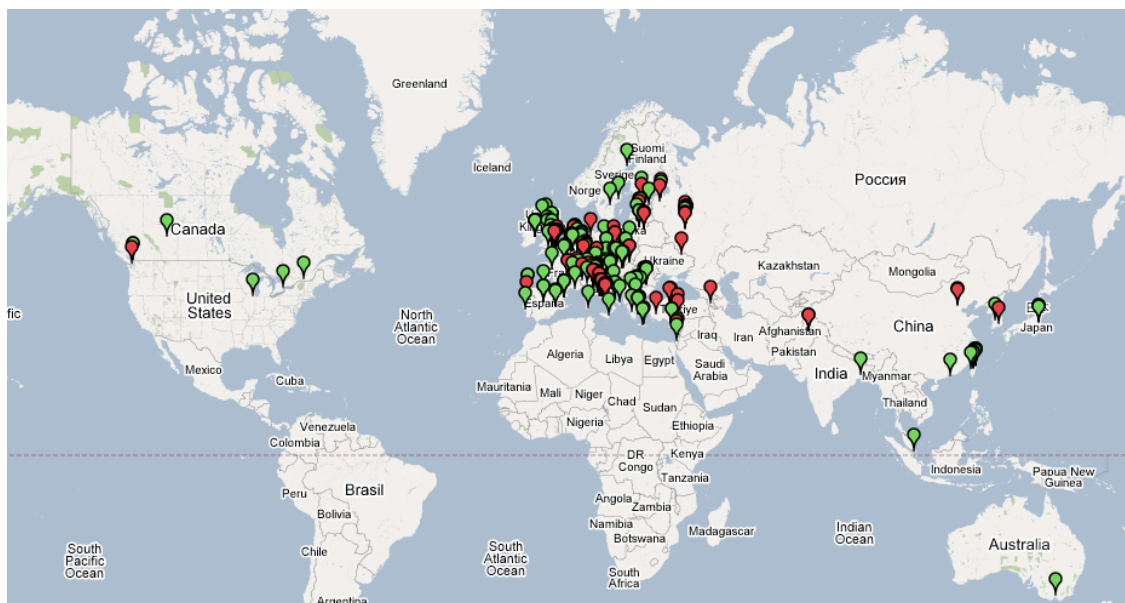 Greenland
Iceland
Suomi
Finland
Sverige
Norge
Россия
Canada
Ukraine
Kazakhstan
Mongolia
United
States
España
North
Atlantic
Ocean
China
Japan
Afghanistan
Iraq
Iran
Pakistan
Algeria
Libya
Egypt
Saudi
Arabia
India
Myanmar
Thailand
Mexico
Cuba
Mauritania
Mali
Niger
Chad
Sudan
Nigeria
Ethiopia
Venezuela
Colombia
DR
Congo
Kenya
Tanzania
Indonesia
Papua New
Guinea
Brasil
Peru
Bolivia
Angola
Zambia
Namibia
Botswana
Madagascar
Indian
Ocean
Australia
South
Pacific
Ocean
Chile
South
Atlantic
Ocean
South
Africa
Argentina